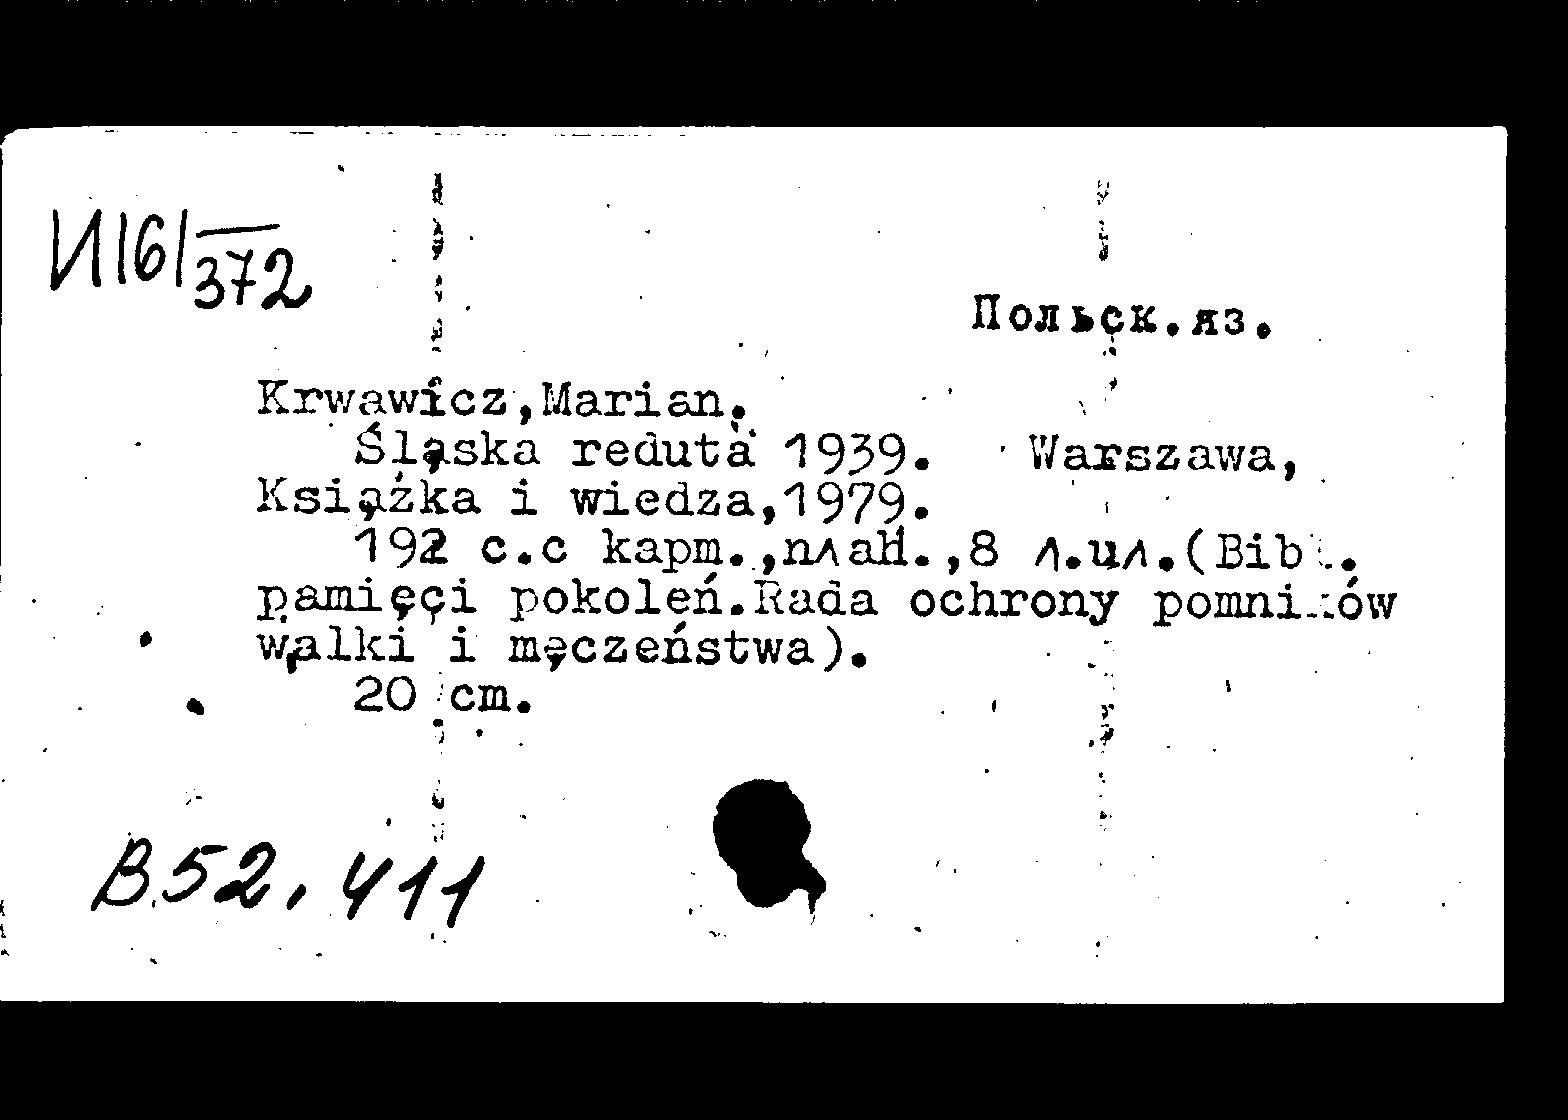 И161/372
Польск.яз.
Krwawicz,Marian.
Śląska reduta 1939. Warszawa,
Książka i wiedza,1979.
192 с.с карт.,план.,8 л.ил.(Bibl.
pamięęi pokoleń.Rada ochrony pomników
walki i męczeństwa).
20 cm.
В52.411